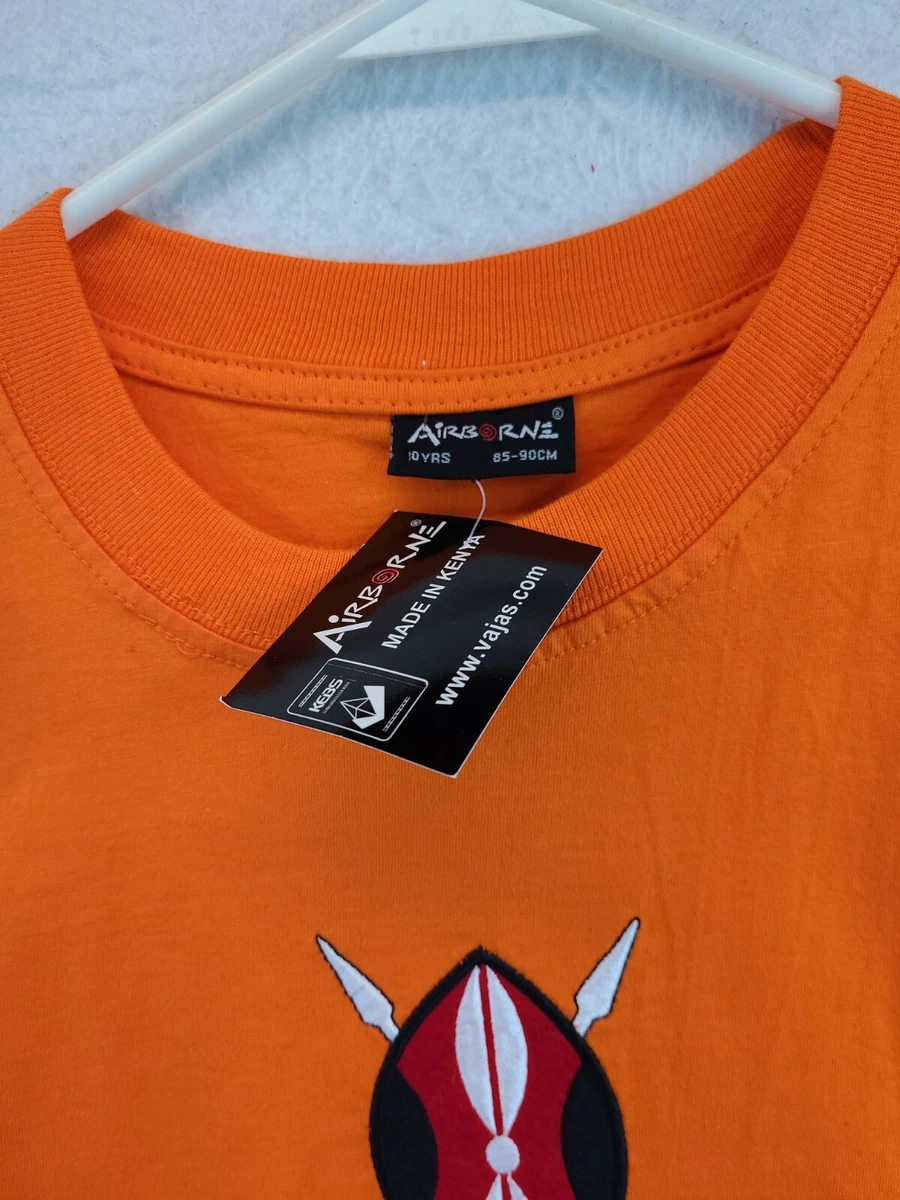 AIRBORNE®
10YRS 85-90CM
AIRBORNE®
MADE IN KENYA
www.vajas.com
KEBS